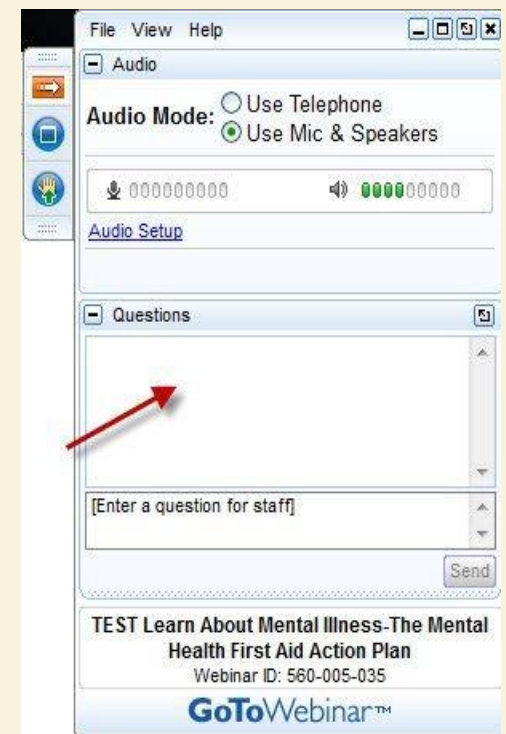 File View Help
Audio
Audio Mode: Use Telephone
Use Mic & Speakers
Audio Setup
Questions
[Enter a question for staff]
Send
TEST Learn About Mental Illness-The Mental
Health First Aid Action Plan
Webinar ID: 560-005-035
GoToWebinar™